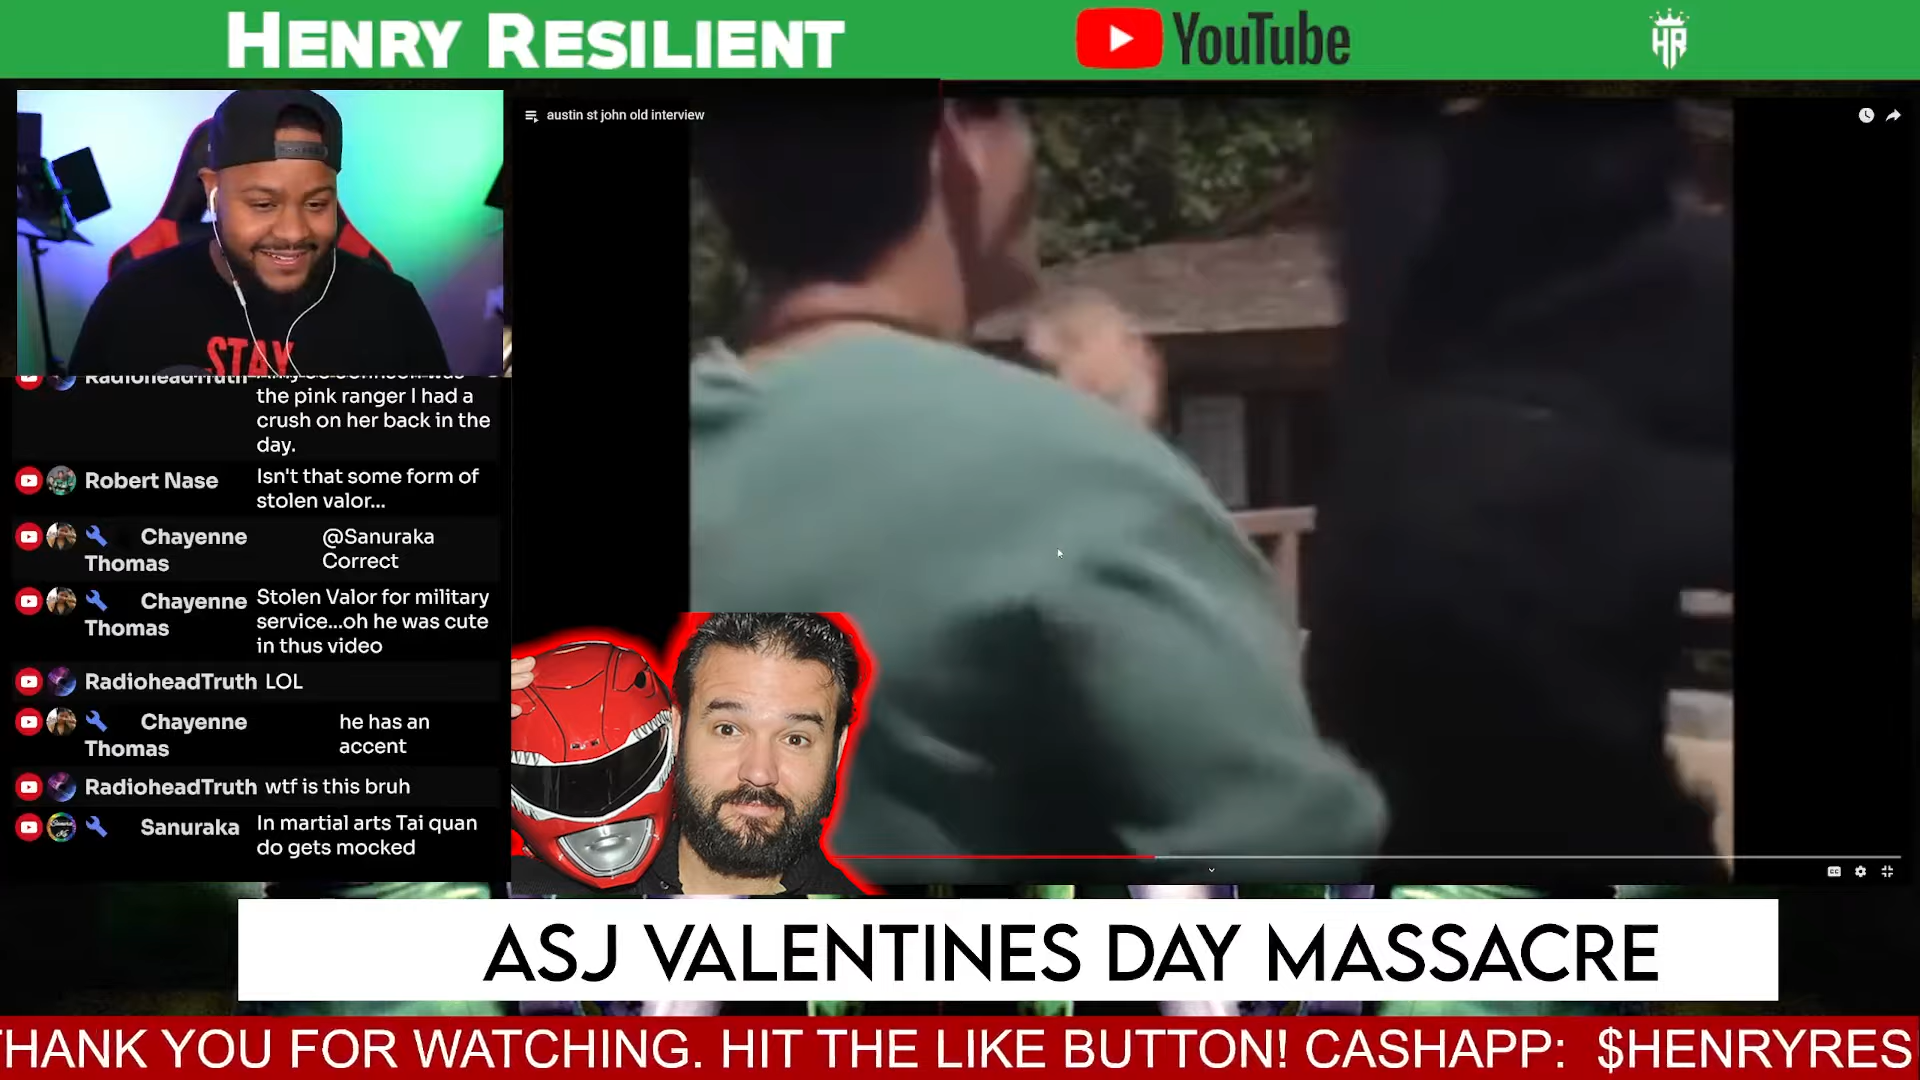 HENRY RESILIENT
YouTube
HR
austin st john old interview
STAY
RadioheadTruth
the pink ranger I had a
crush on her back in the
day.
Robert Nase Isn't that some form of
stolen valor...
Chayenne @Sanuraka
Thomas Correct
Chayenne Stolen Valor for military
Thomas service...oh he was cute
in thus video
RadioheadTruth LOL
Chayenne he has an
Thomas accent
RadioheadTruth wtf is this bruh
Sanuraka In martial arts Tai quan
do gets mocked
ASJ VALENTINES DAY MASSACRE
THANK YOU FOR WATCHING. HIT THE LIKE BUTTON! CASHAPP: $HENRYRES